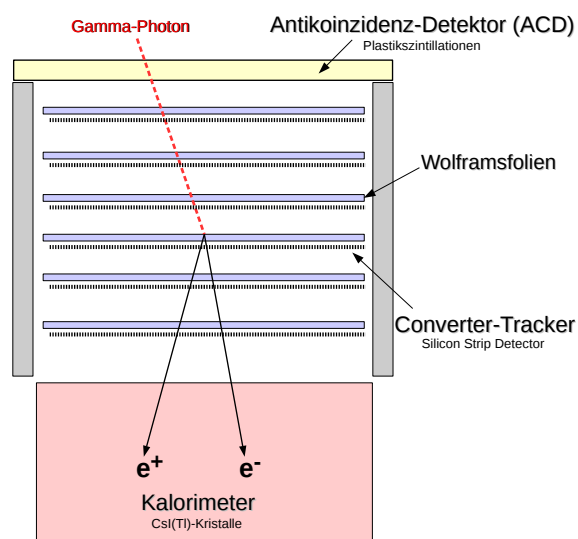 Gamma-Photon
Antikoinzidenz-Detektor (ACD)
Plastikszintillationen
Wolframsfolien
Converter-Tracker
Silicon Strip Detector
e+
e-
Kalorimeter
CsI(Tl)-Kristalle